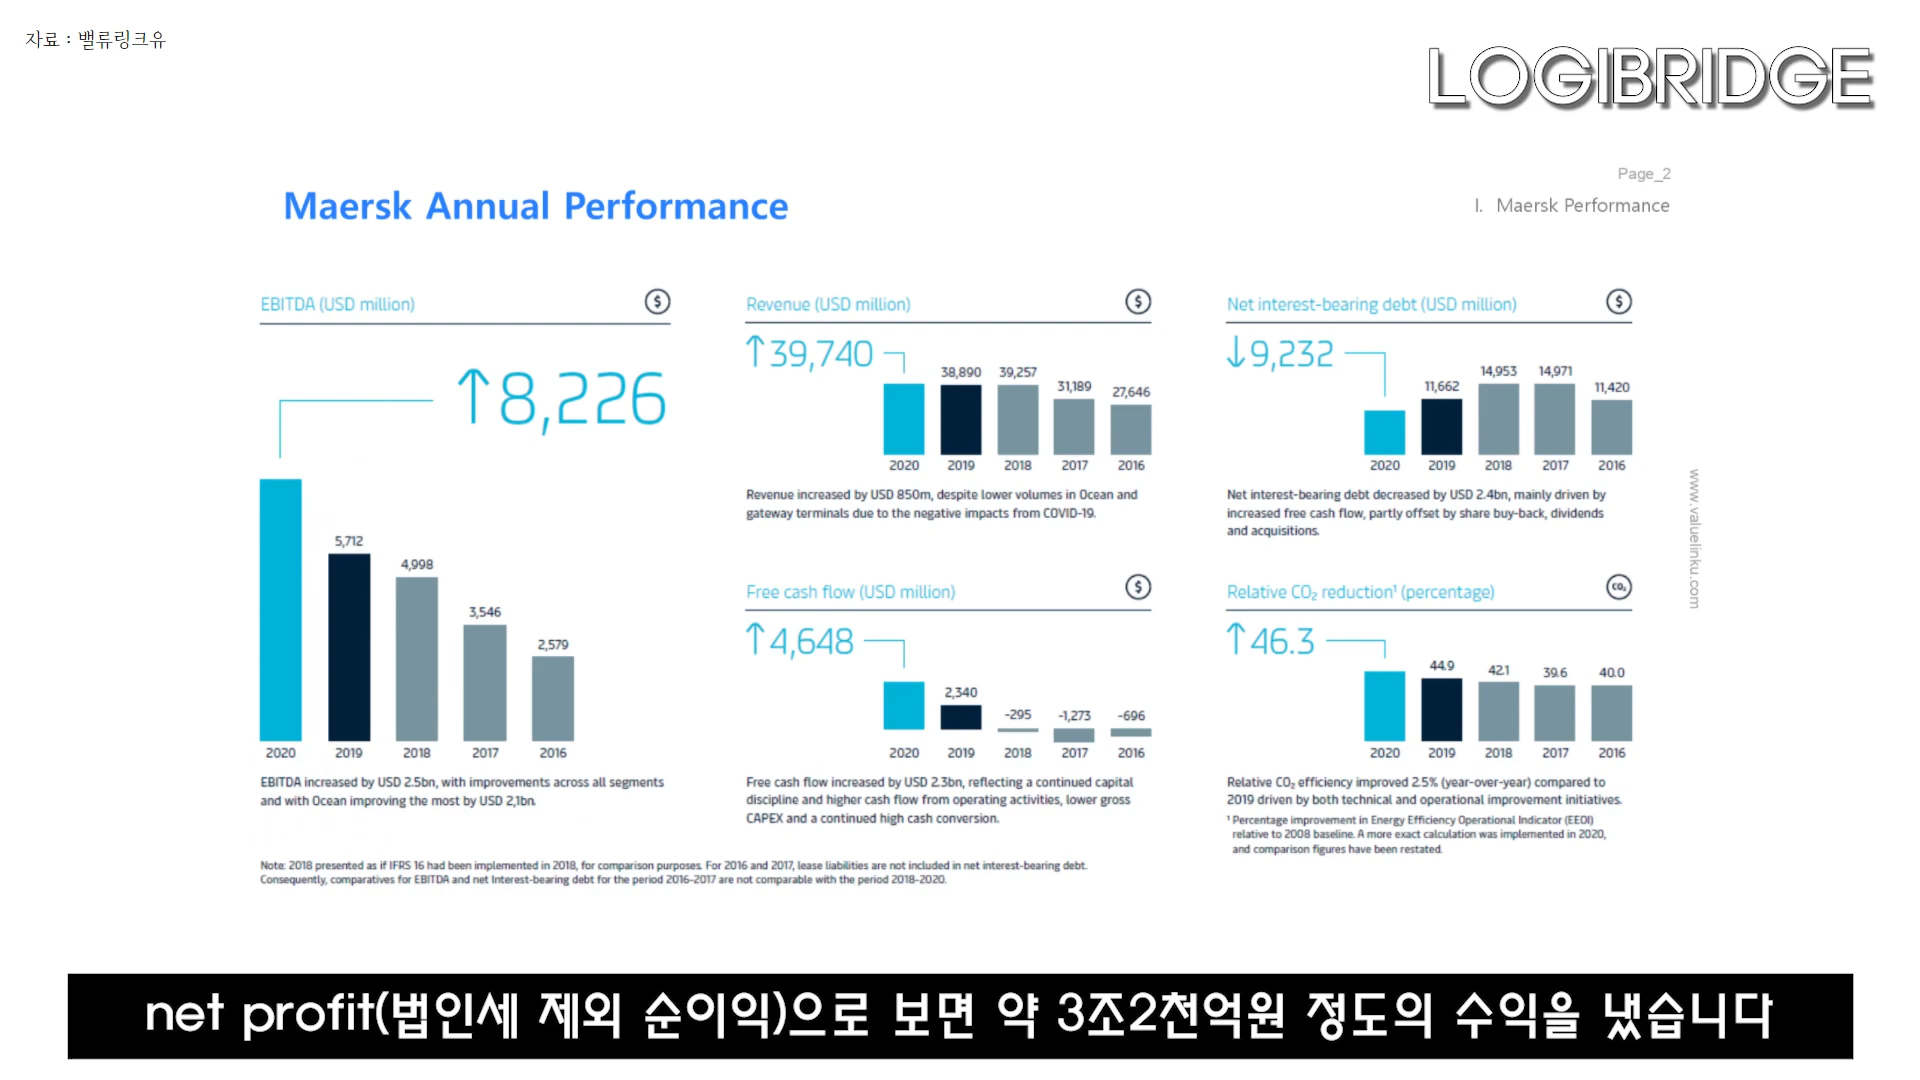 자료 : 밸류링크유
LOGIBRIDGE
Page_2
Maersk Annual Performance
I. Maersk Performance
EBITDA (USD million)
$
↑8,226
5,712
4,998
3,546
2,579
2020 2019 2018 2017 2016
EBITDA increased by USD 2.5bn, with improvements across all segments
and with Ocean improving the most by USD 2,1bn.
Revenue (USD million)
$
↑39,740
38,890 39,257 31,189 27,646
2020 2019 2018 2017 2016
Revenue increased by USD 850m, despite lower volumes in Ocean and
gateway terminals due to the negative impacts from COVID-19.
Net interest-bearing debt (USD million)
$
↓9,232
11,662 14,953 14,971 11,420
2020 2019 2018 2017 2016
Net interest-bearing debt decreased by USD 2.4bn, mainly driven by
increased free cash flow, partly offset by share buy-back, dividends
and acquisitions.
Free cash flow (USD million)
$
↑4,648
2,340 -295 -1,273 -696
2020 2019 2018 2017 2016
Free cash flow increased by USD 2.3bn, reflecting a continued capital
discipline and higher cash flow from operating activities, lower gross
CAPEX and a continued high cash conversion.
Relative CO₂ reduction¹ (percentage)
CO₂
↑46.3
44.9 42.1 39.6 40.0
2020 2019 2018 2017 2016
Relative CO₂ efficiency improved 2.5% (year-over-year) compared to
2019 driven by both technical and operational improvement initiatives.
¹ Percentage improvement in Energy Efficiency Operational Indicator (EEOI)
relative to 2008 baseline. A more exact calculation was implemented in 2020,
and comparison figures have been restated.
Note: 2018 presented as if IFRS 16 had been implemented in 2018, for comparison purposes. For 2016 and 2017, lease liabilities are not included in net interest-bearing debt.
Consequently, comparatives for EBITDA and net Interest-bearing debt for the period 2016-2017 are not comparable with the period 2018-2020.
www.valuelinku.com
net profit(법인세 제외 순이익)으로 보면 약 3조2천억원 정도의 수익을 냈습니다